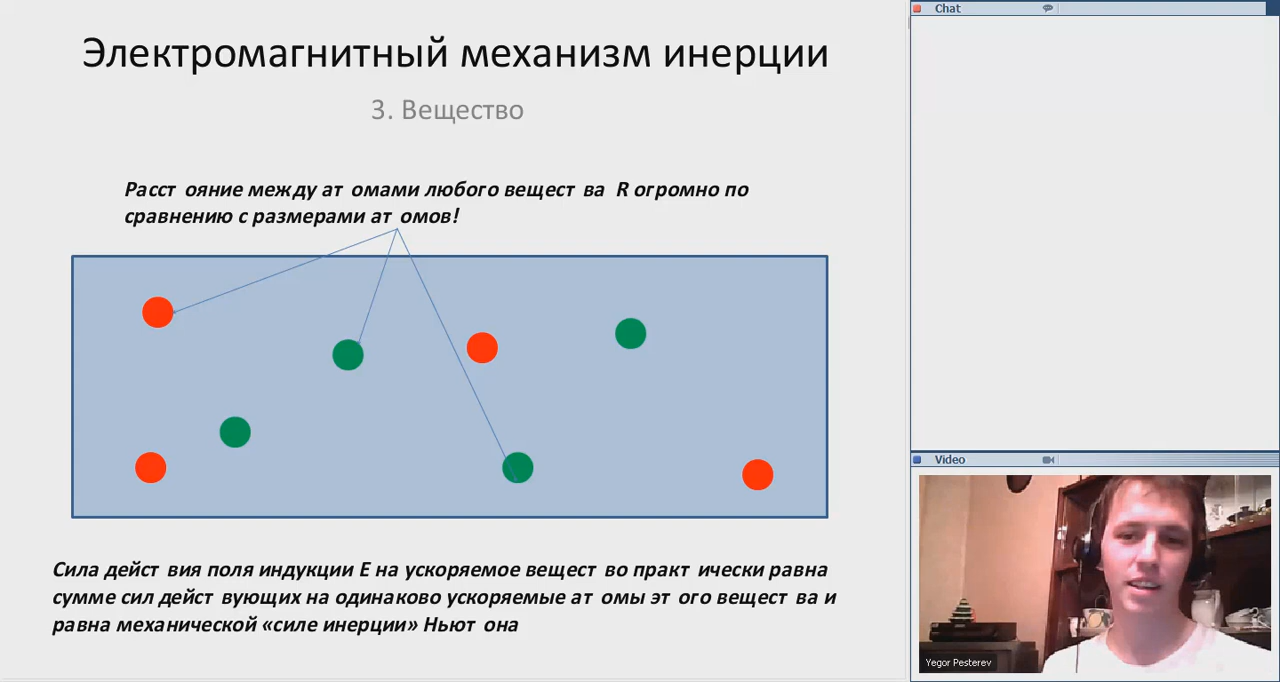 Электромагнитный механизм инерции
3. Вещество
Расст ояние между ат омами любого вещест ва R огромно по
сравнению с размерами ат омов!
Сила дейст вия поля индукции E на ускоряемое вещест во практ ически равна
сумме сил дейст вующих на одинаково ускоряемые ат омы эт ого вещест ва и
равна механической «силе инерции» Ньют она
Chat
Video
Yegor Pesterev